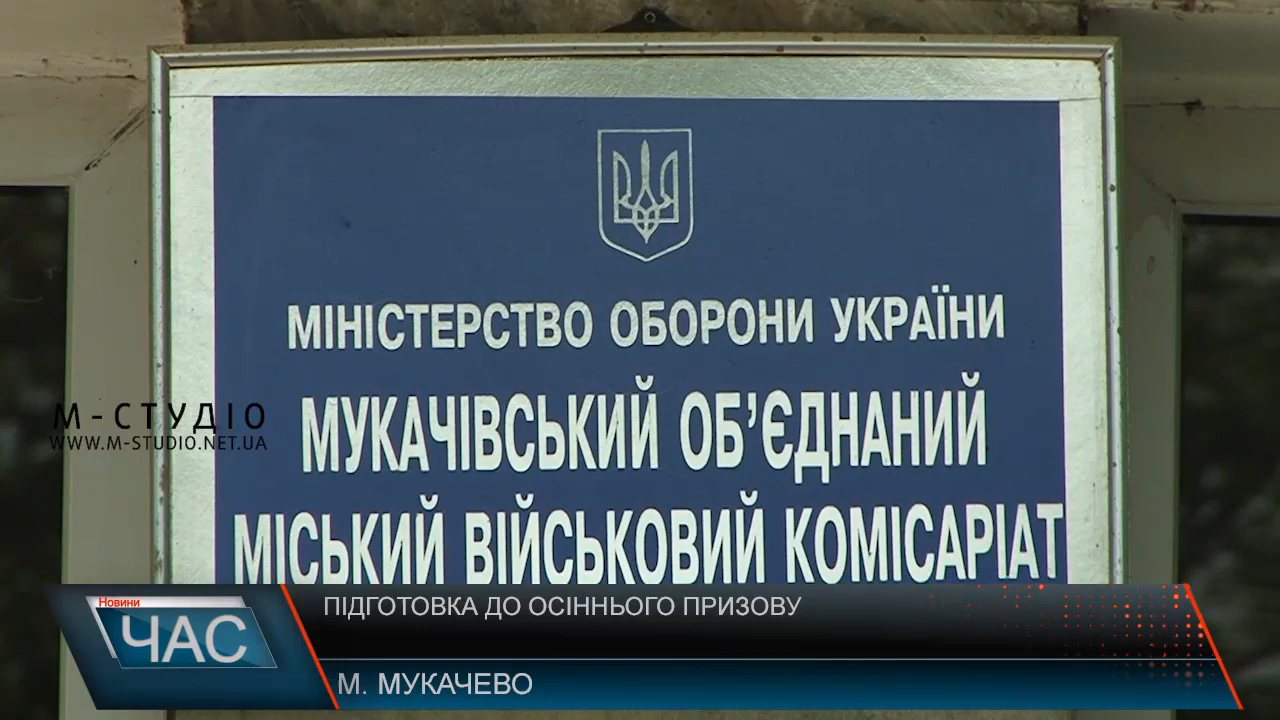 МІНІСТЕРСТВО ОБОРОНИ УКРАЇНИ
МУКАЧІВСЬКИЙ ОБ’ЄДНАНИЙ
МІСЬКИЙ ВІЙСЬКОВИЙ КОМІСАРІАТ
М-СТУДІО
WWW.M-STUDIO.NET.UA
Новини
ЧАС
ПІДГОТОВКА ДО ОСІННЬОГО ПРИЗОВУ
М. МУКАЧЕВО